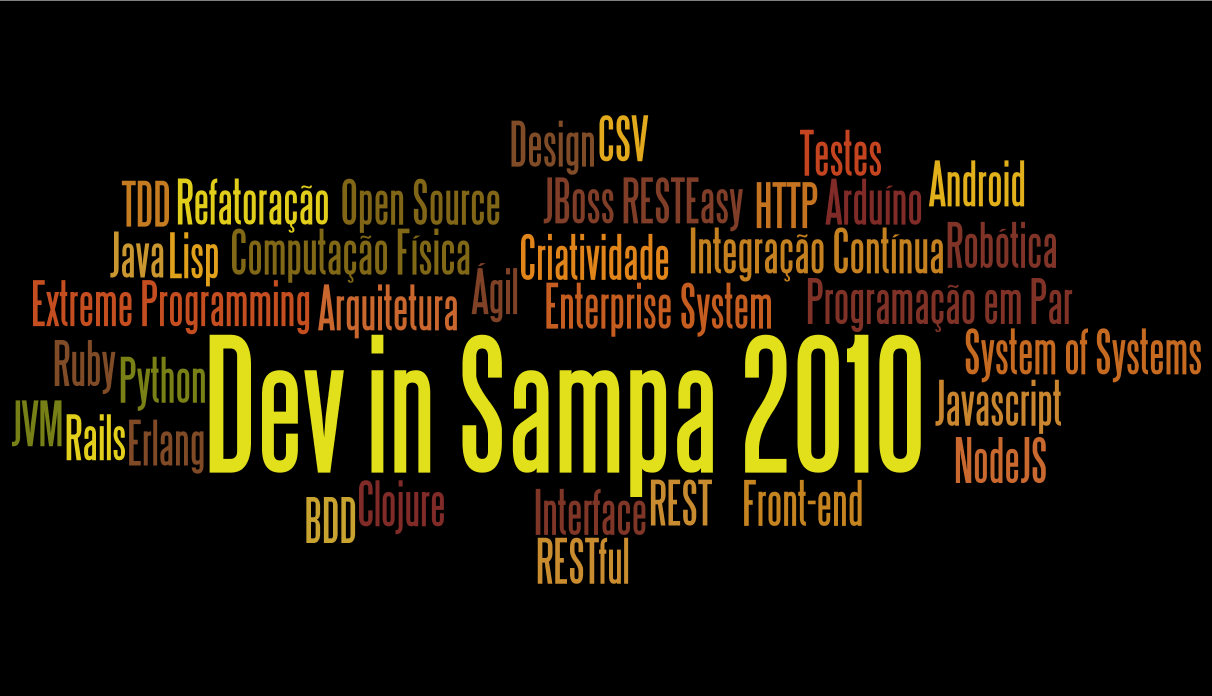 Design CSV
Testes
Android
TDD Refatoração Open Source JBoss RESTEasy HTTP Arduíno
Java Lisp Computação Física Criatividade Integração Contínua Robótica
Extreme Programming Arquitetura Ágil Enterprise System Programação em Par
Ruby Python Dev in Sampa 2010 System of Systems
JVM Rails Erlang Javascript
NodeJS
BDD Clojure Interface REST Front-end
RESTful